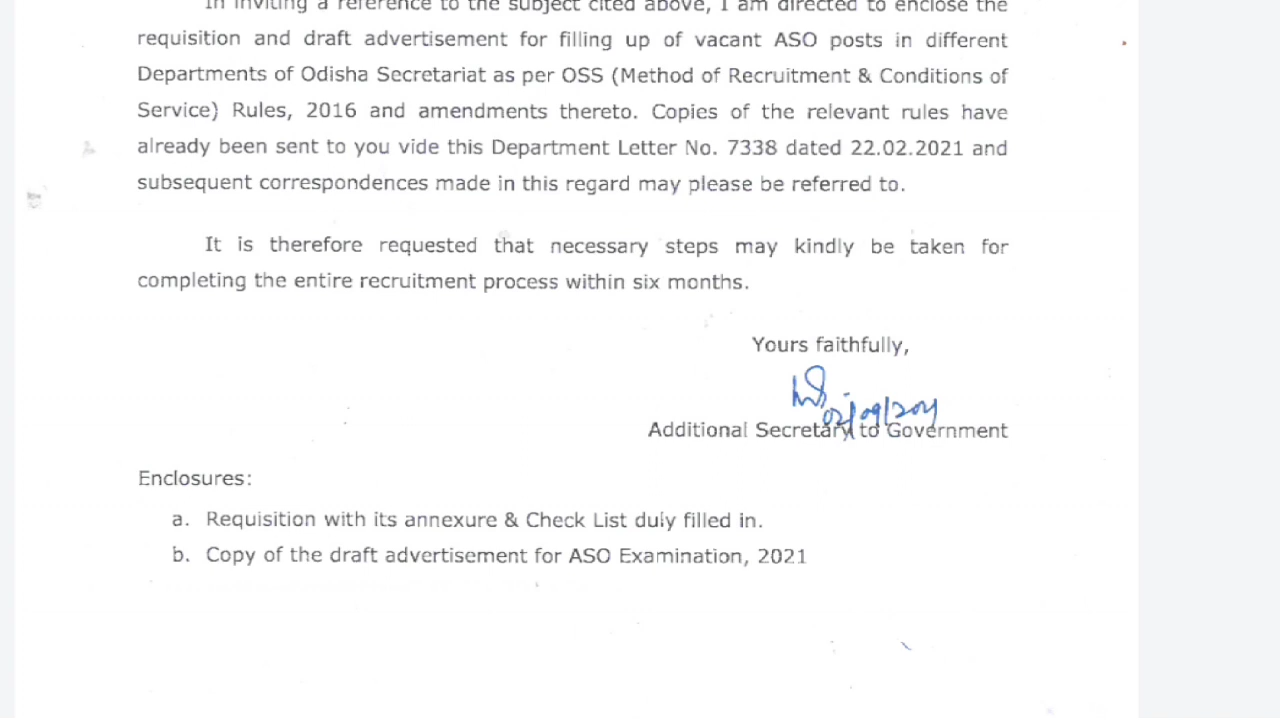 In inviting a reference to the subject cited above, I am directed to enclose the
requisition and draft advertisement for filling up of vacant ASO posts in different
Departments of Odisha Secretariat as per OSS (Method of Recruitment & Conditions of
Service) Rules, 2016 and amendments thereto. Copies of the relevant rules have
already been sent to you vide this Department Letter No. 7338 dated 22.02.2021 and
subsequent correspondences made in this regard may please be referred to.
It is therefore requested that necessary steps may kindly be taken for
completing the entire recruitment process within six months.
Yours faithfully,
02/09/2021
Additional Secretary to Government
Enclosures:
a. Requisition with its annexure & Check List duly filled in.
b. Copy of the draft advertisement for ASO Examination, 2021